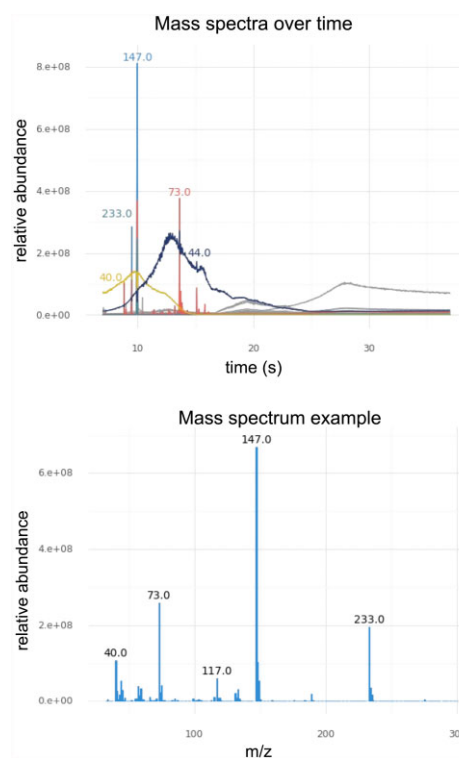 Mass spectra over time
8.e+08
147.0
6.e+08
4.e+08
73.0
233.0
2.e+08
44.0
40.0
0.e+00
relative abundance
10
20
30
time (s)
Mass spectrum example
147.0
6.e+08
4.e+08
73.0
233.0
2.e+08
40.0
117.0
0.e+00
relative abundance
100
200
30
m/z